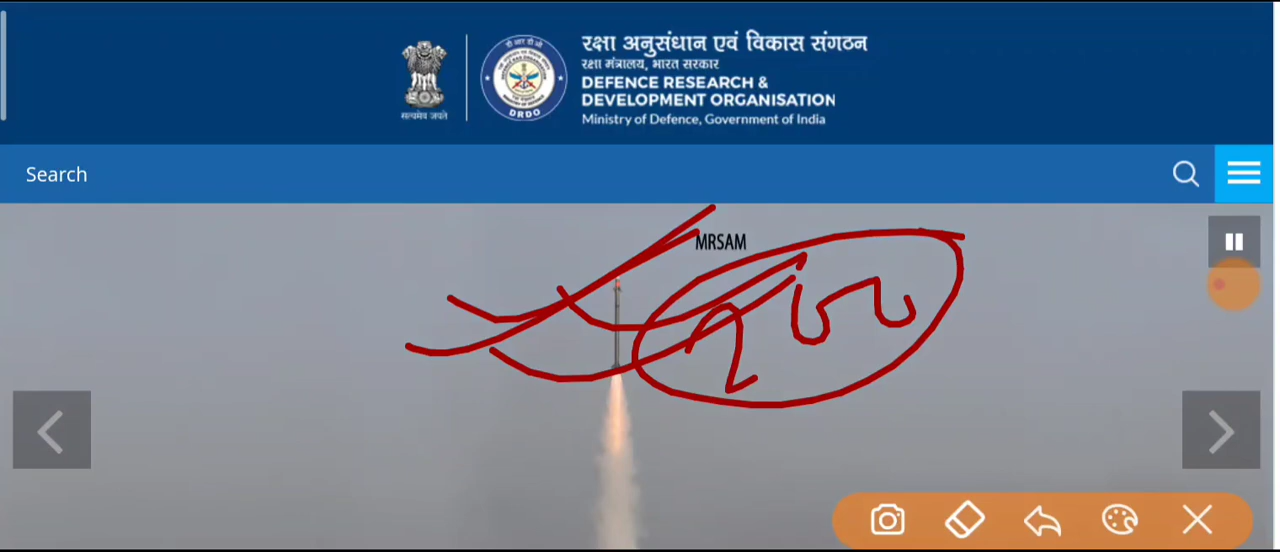 रक्षा अनुसंधान एवं विकास संगठन
रक्षा मंत्रालय, भारत सरकार
DEFENCE RESEARCH &
DEVELOPMENT ORGANISATION
Ministry of Defence, Government of India
सत्यमेव जयते
DRDO
Search
MRSAM